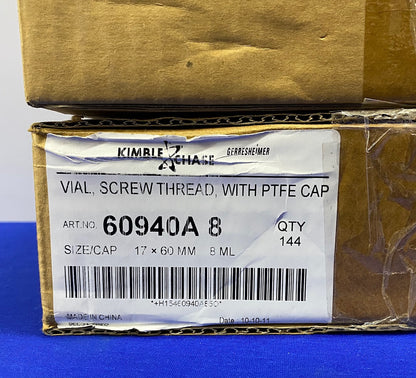 KIMBLE CHASE GERRESHEIMER
VIAL, SCREW THREAD, WITH PTFE CAP
ART.NO. 60940A 8 QTY
144
SIZE/CAP 17 × 60 MM 8 ML
MADE IN CHINA
Date: 10-10-11